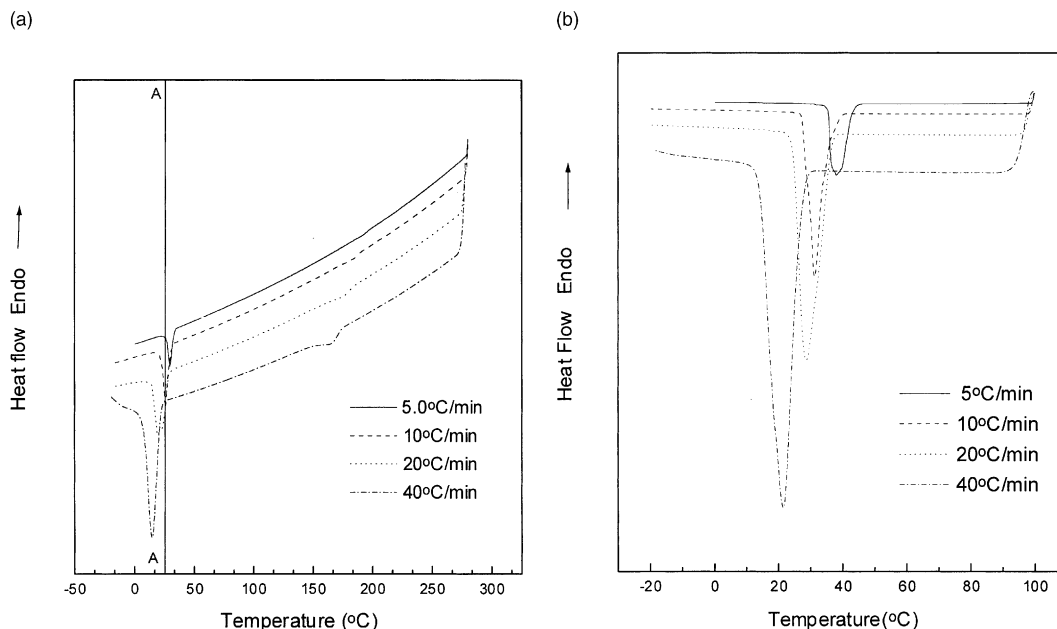 (a)
A
A
Heat flow Endo
5.0oC/min
10oC/min
20oC/min
40oC/min
-50 0 50 100 150 200 250 300
Temperature (oC)
(b)
Heat Flow Endo
5oC/min
10oC/min
20oC/min
40oC/min
-20 0 20 40 60 80 100
Temperature(oC)